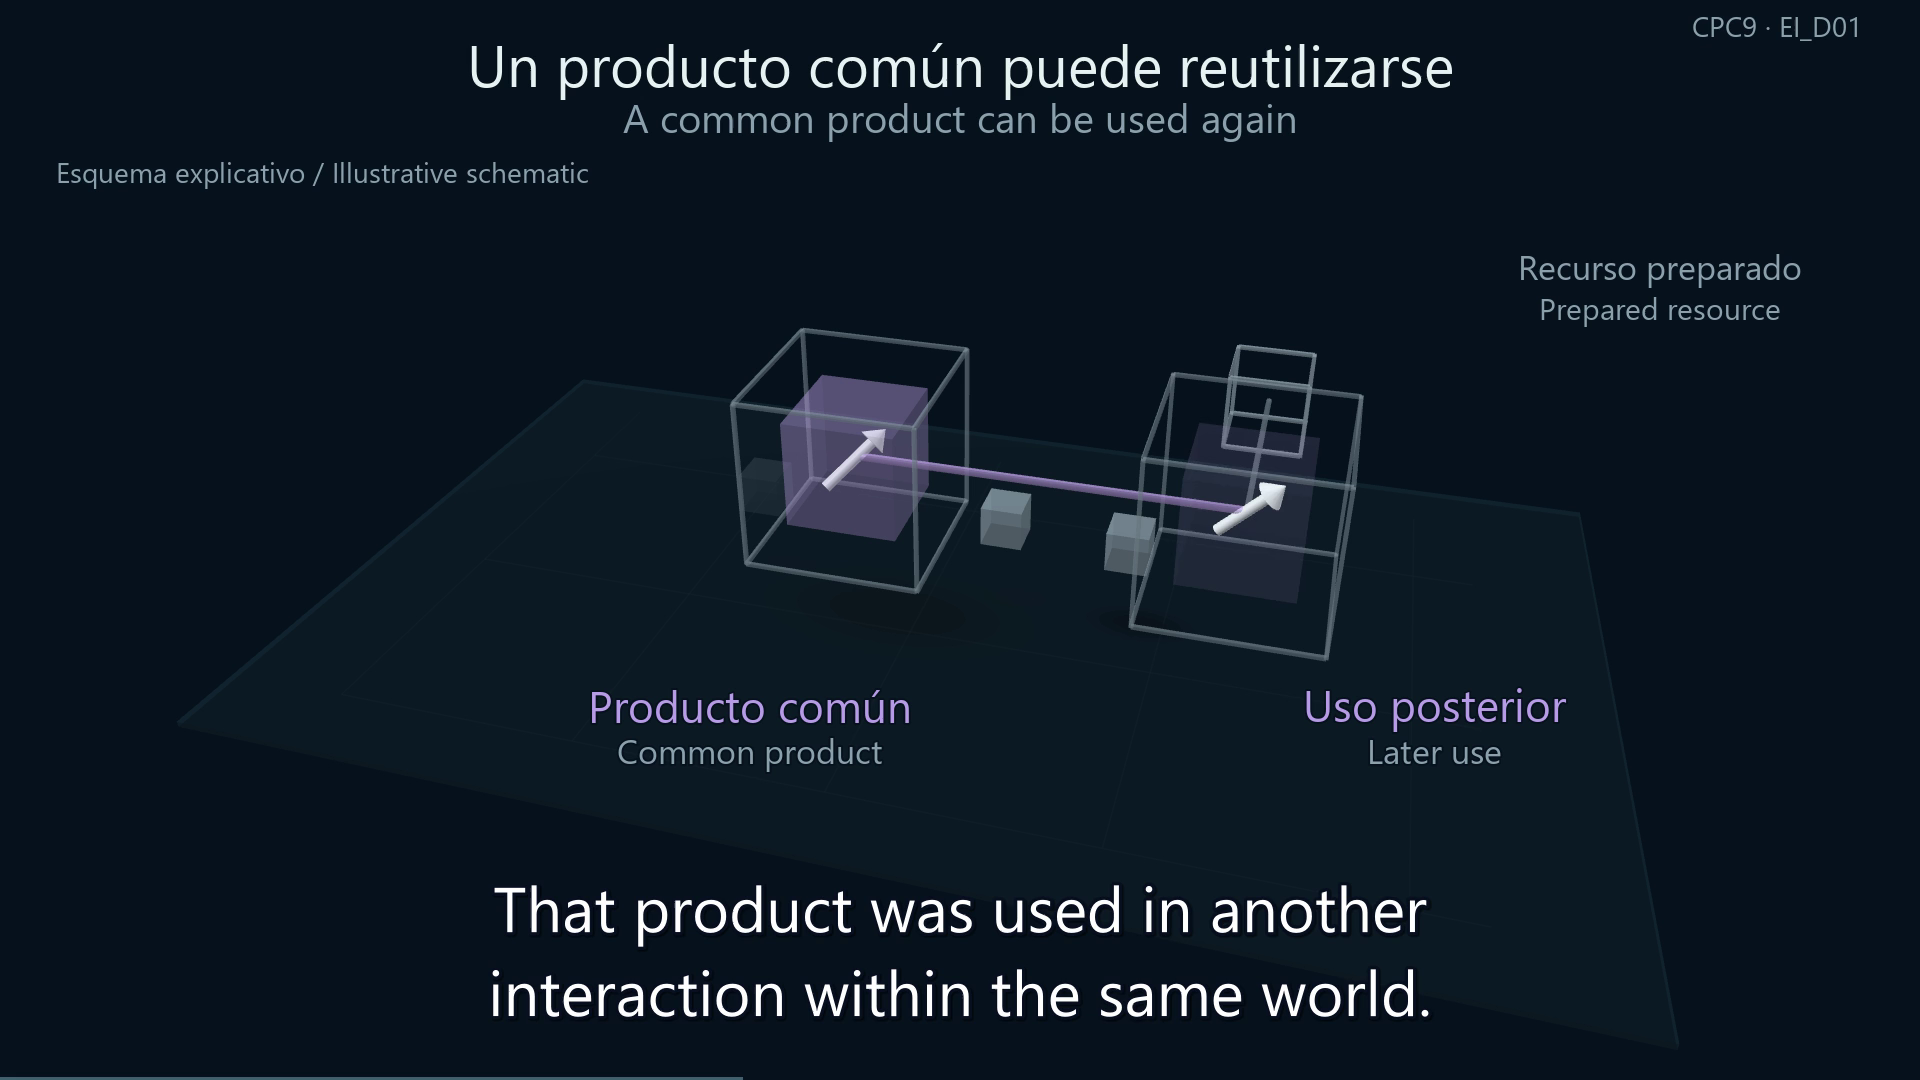 CPC9 · EI_D01
Un producto común puede reutilizarse
A common product can be used again
Esquema explicativo / Illustrative schematic
Recurso preparado
Prepared resource
Producto común
Common product
Uso posterior
Later use
That product was used in another
interaction within the same world.